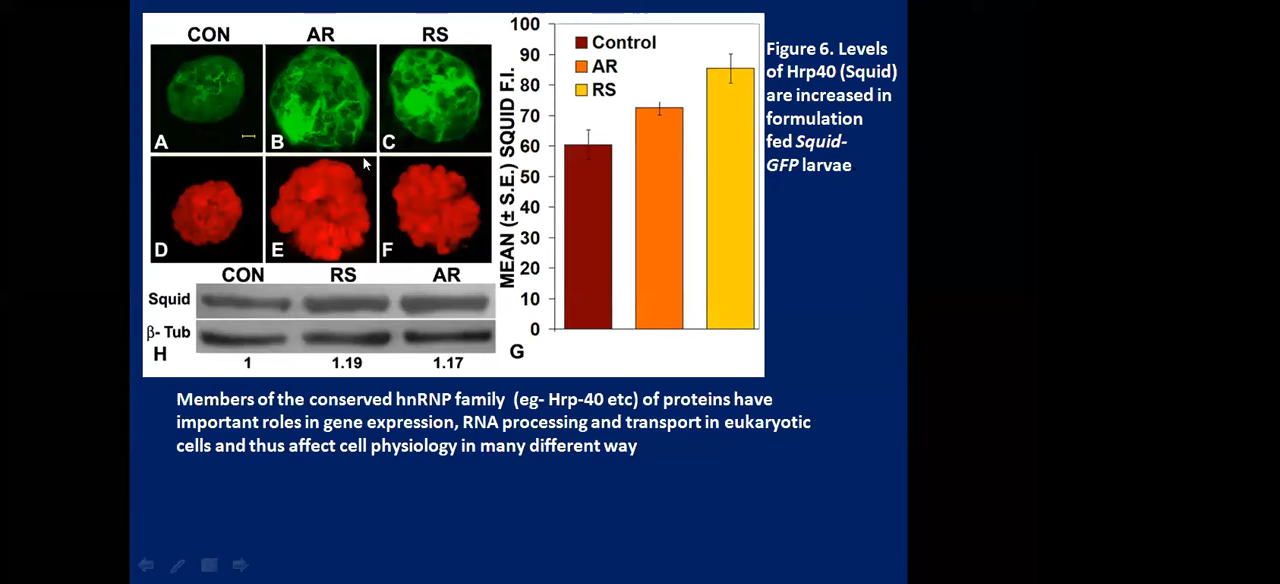 CON AR RS
A B C
D E F
CON RS AR
Squid
β- Tub
H
1 1.19 1.17
100
90
80
70
60
50
40
30
20
10
0
MEAN (± S.E.) SQUID F.I.
Control
AR
RS
G
Figure 6. Levels
of Hrp40 (Squid)
are increased in
formulation
fed Squid-
GFP larvae
Members of the conserved hnRNP family (eg- Hrp-40 etc) of proteins have
important roles in gene expression, RNA processing and transport in eukaryotic
cells and thus affect cell physiology in many different way